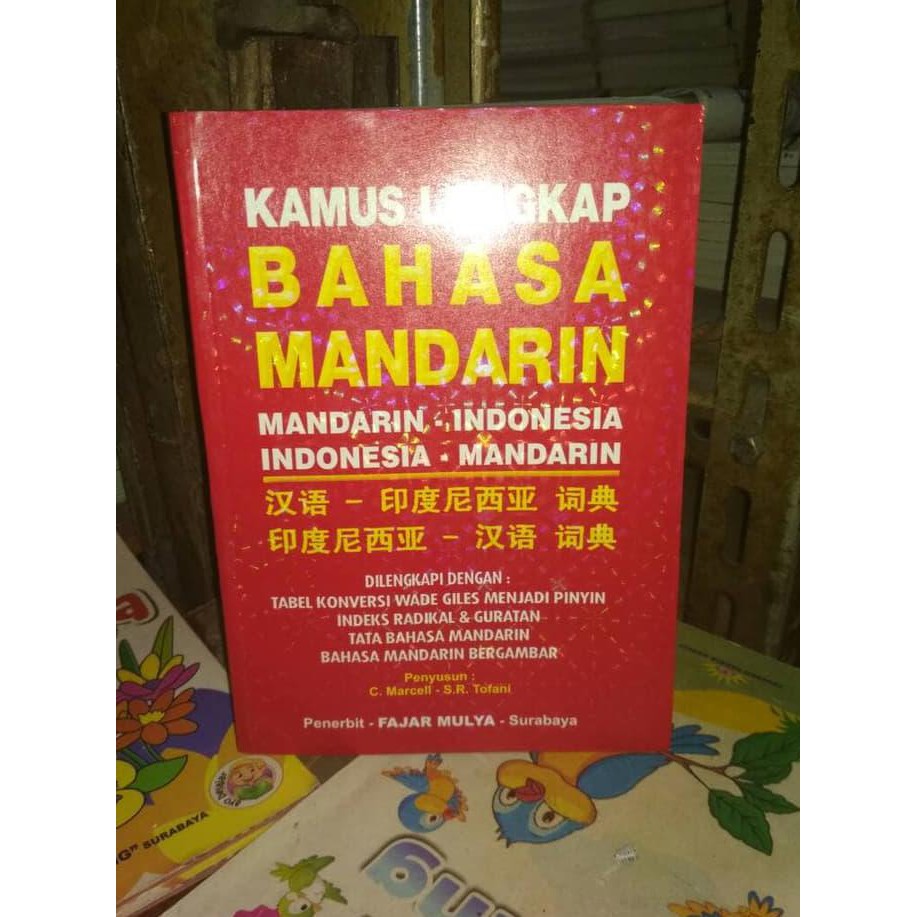 KAMUS LENGKAP
BAHASA
MANDARIN
MANDARIN - INDONESIA
INDONESIA - MANDARIN
汉语 - 印度尼西亚 词典
印度尼西亚 - 汉语 词典
DILENGKAPI DENGAN :
TABEL KONVERSI WADE GILES MENJADI PINYIN
INDEKS RADIKAL & GURATAN
TATA BAHASA MANDARIN
BAHASA MANDARIN BERGAMBAR
Penyusun :
C. Marcell - S.R. Tofani
Penerbit - FAJAR MULYA - Surabaya
SURABAYA